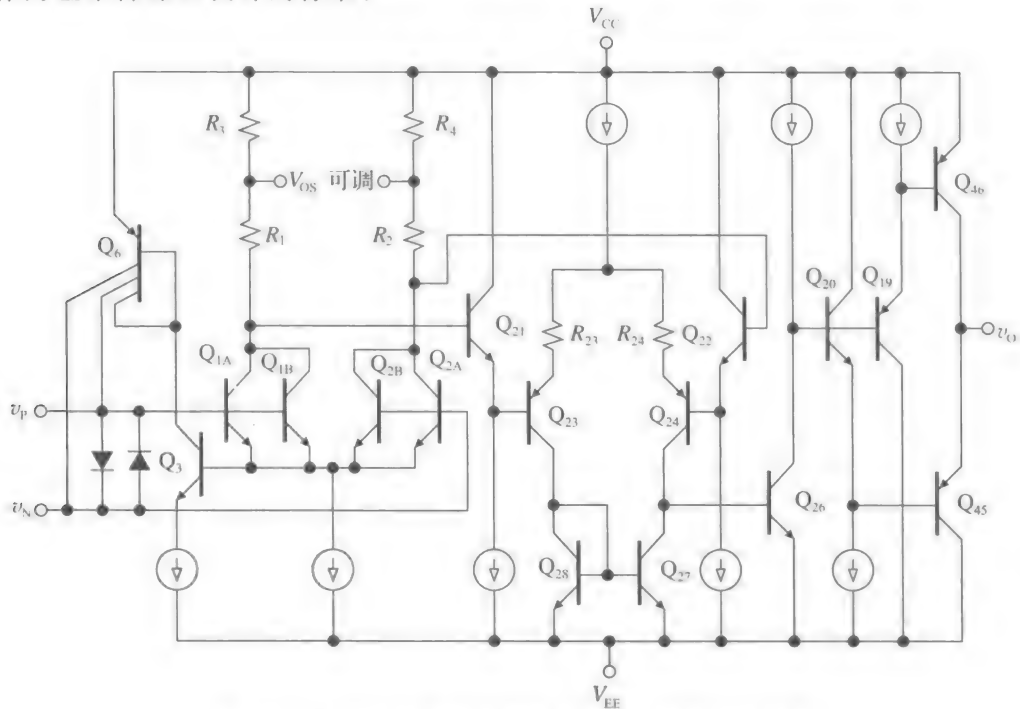 V_CC
R_3
R_4
V_OS 可调
Q_6
R_1
R_2
Q_21
R_23
R_24
Q_22
Q_20
Q_19
Q_46
Q_1A
Q_1B
Q_2B
Q_2A
v_P
Q_3
v_N
Q_23
Q_24
Q_26
v_O
Q_45
Q_28
Q_27
V_EE